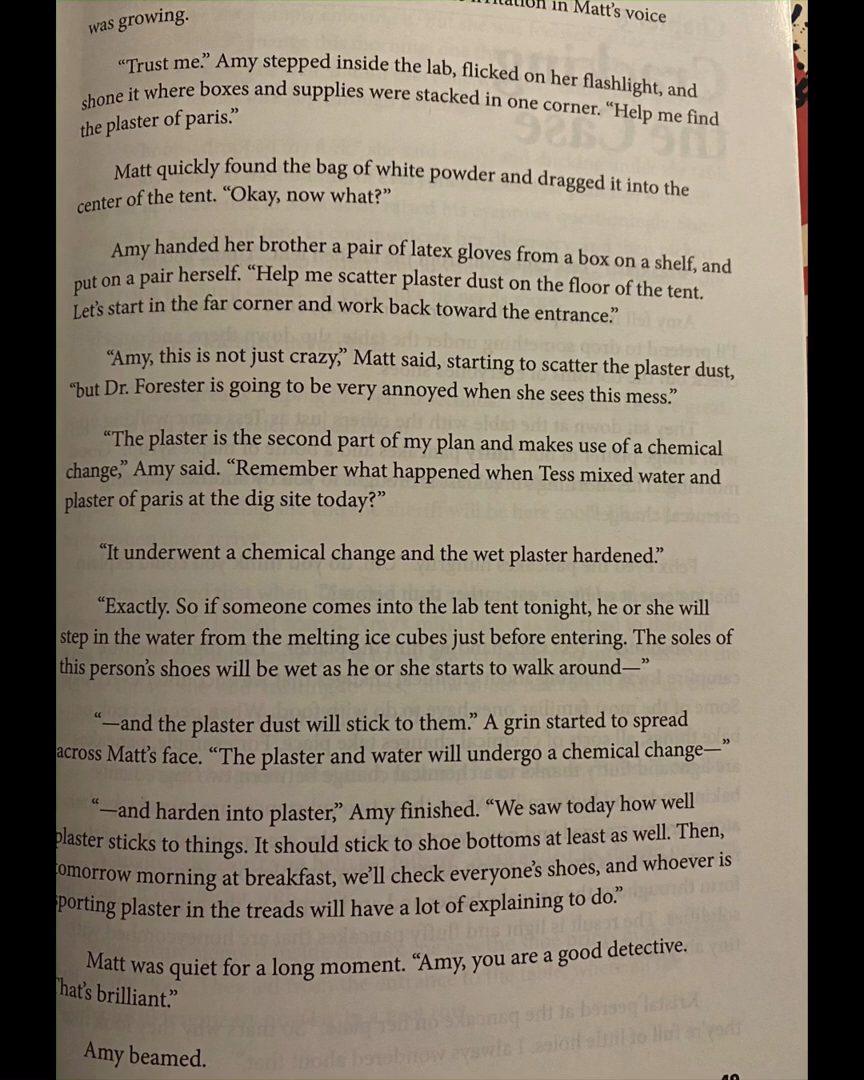 in Matt's voice
was growing.
“Trust me.” Amy stepped inside the lab, flicked on her flashlight, and
shone it where boxes and supplies were stacked in one corner. “Help me find
the plaster of paris.”
Matt quickly found the bag of white powder and dragged it into the
center of the tent. “Okay, now what?”
Amy handed her brother a pair of latex gloves from a box on a shelf, and
put on a pair herself. “Help me scatter plaster dust on the floor of the tent.
Let's start in the far corner and work back toward the entrance.”
“Amy, this is not just crazy,” Matt said, starting to scatter the plaster dust,
“but Dr. Forester is going to be very annoyed when she sees this mess.”
“The plaster is the second part of my plan and makes use of a chemical
change,” Amy said. “Remember what happened when Tess mixed water and
plaster of paris at the dig site today?”
“It underwent a chemical change and the wet plaster hardened.”
“Exactly. So if someone comes into the lab tent tonight, he or she will
step in the water from the melting ice cubes just before entering. The soles of
this person's shoes will be wet as he or she starts to walk around—”
“—and the plaster dust will stick to them.” A grin started to spread
across Matt's face. “The plaster and water will undergo a chemical change—”
“—and harden into plaster,” Amy finished. “We saw today how well
plaster sticks to things. It should stick to shoe bottoms at least as well. Then,
omorrow morning at breakfast, we'll check everyone's shoes, and whoever is
porting plaster in the treads will have a lot of explaining to do.”
Matt was quiet for a long moment. “Amy, you are a good detective.
hat's brilliant.”
Amy beamed.